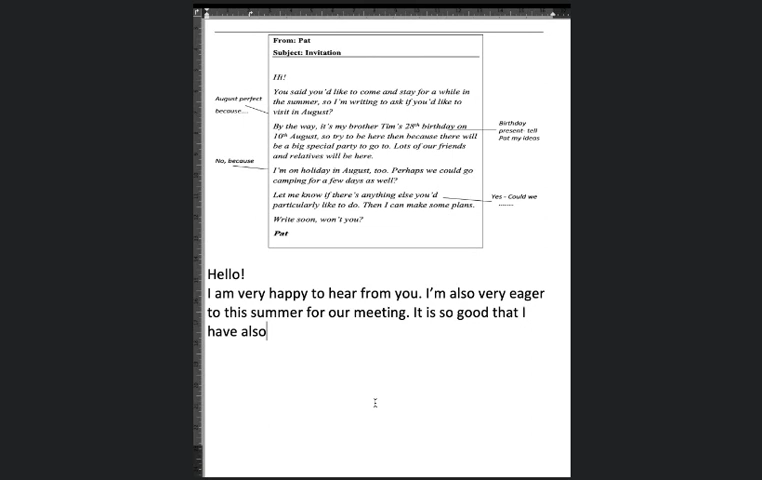 From: Pat
Subject: Invitation
Hi!
You said you'd like to come and stay for a while in
the summer, so I'm writing to ask if you'd like to
visit in August?
August perfect
because...
By the way, it's my brother Tim's 28th birthday on
10th August, so try to be here then because there will
be a big special party to go to. Lots of our friends
and relatives will be here.
Birthday
present- tell
Pat my ideas
No, because
I'm on holiday in August, too. Perhaps we could go
camping for a few days as well?
Let me know if there's anything else you'd
particularly like to do. Then I can make some plans.
Yes - Could we
.......
Write soon, won't you?
Pat
Hello!
I am very happy to hear from you. I'm also very eager
to this summer for our meeting. It is so good that I
have also